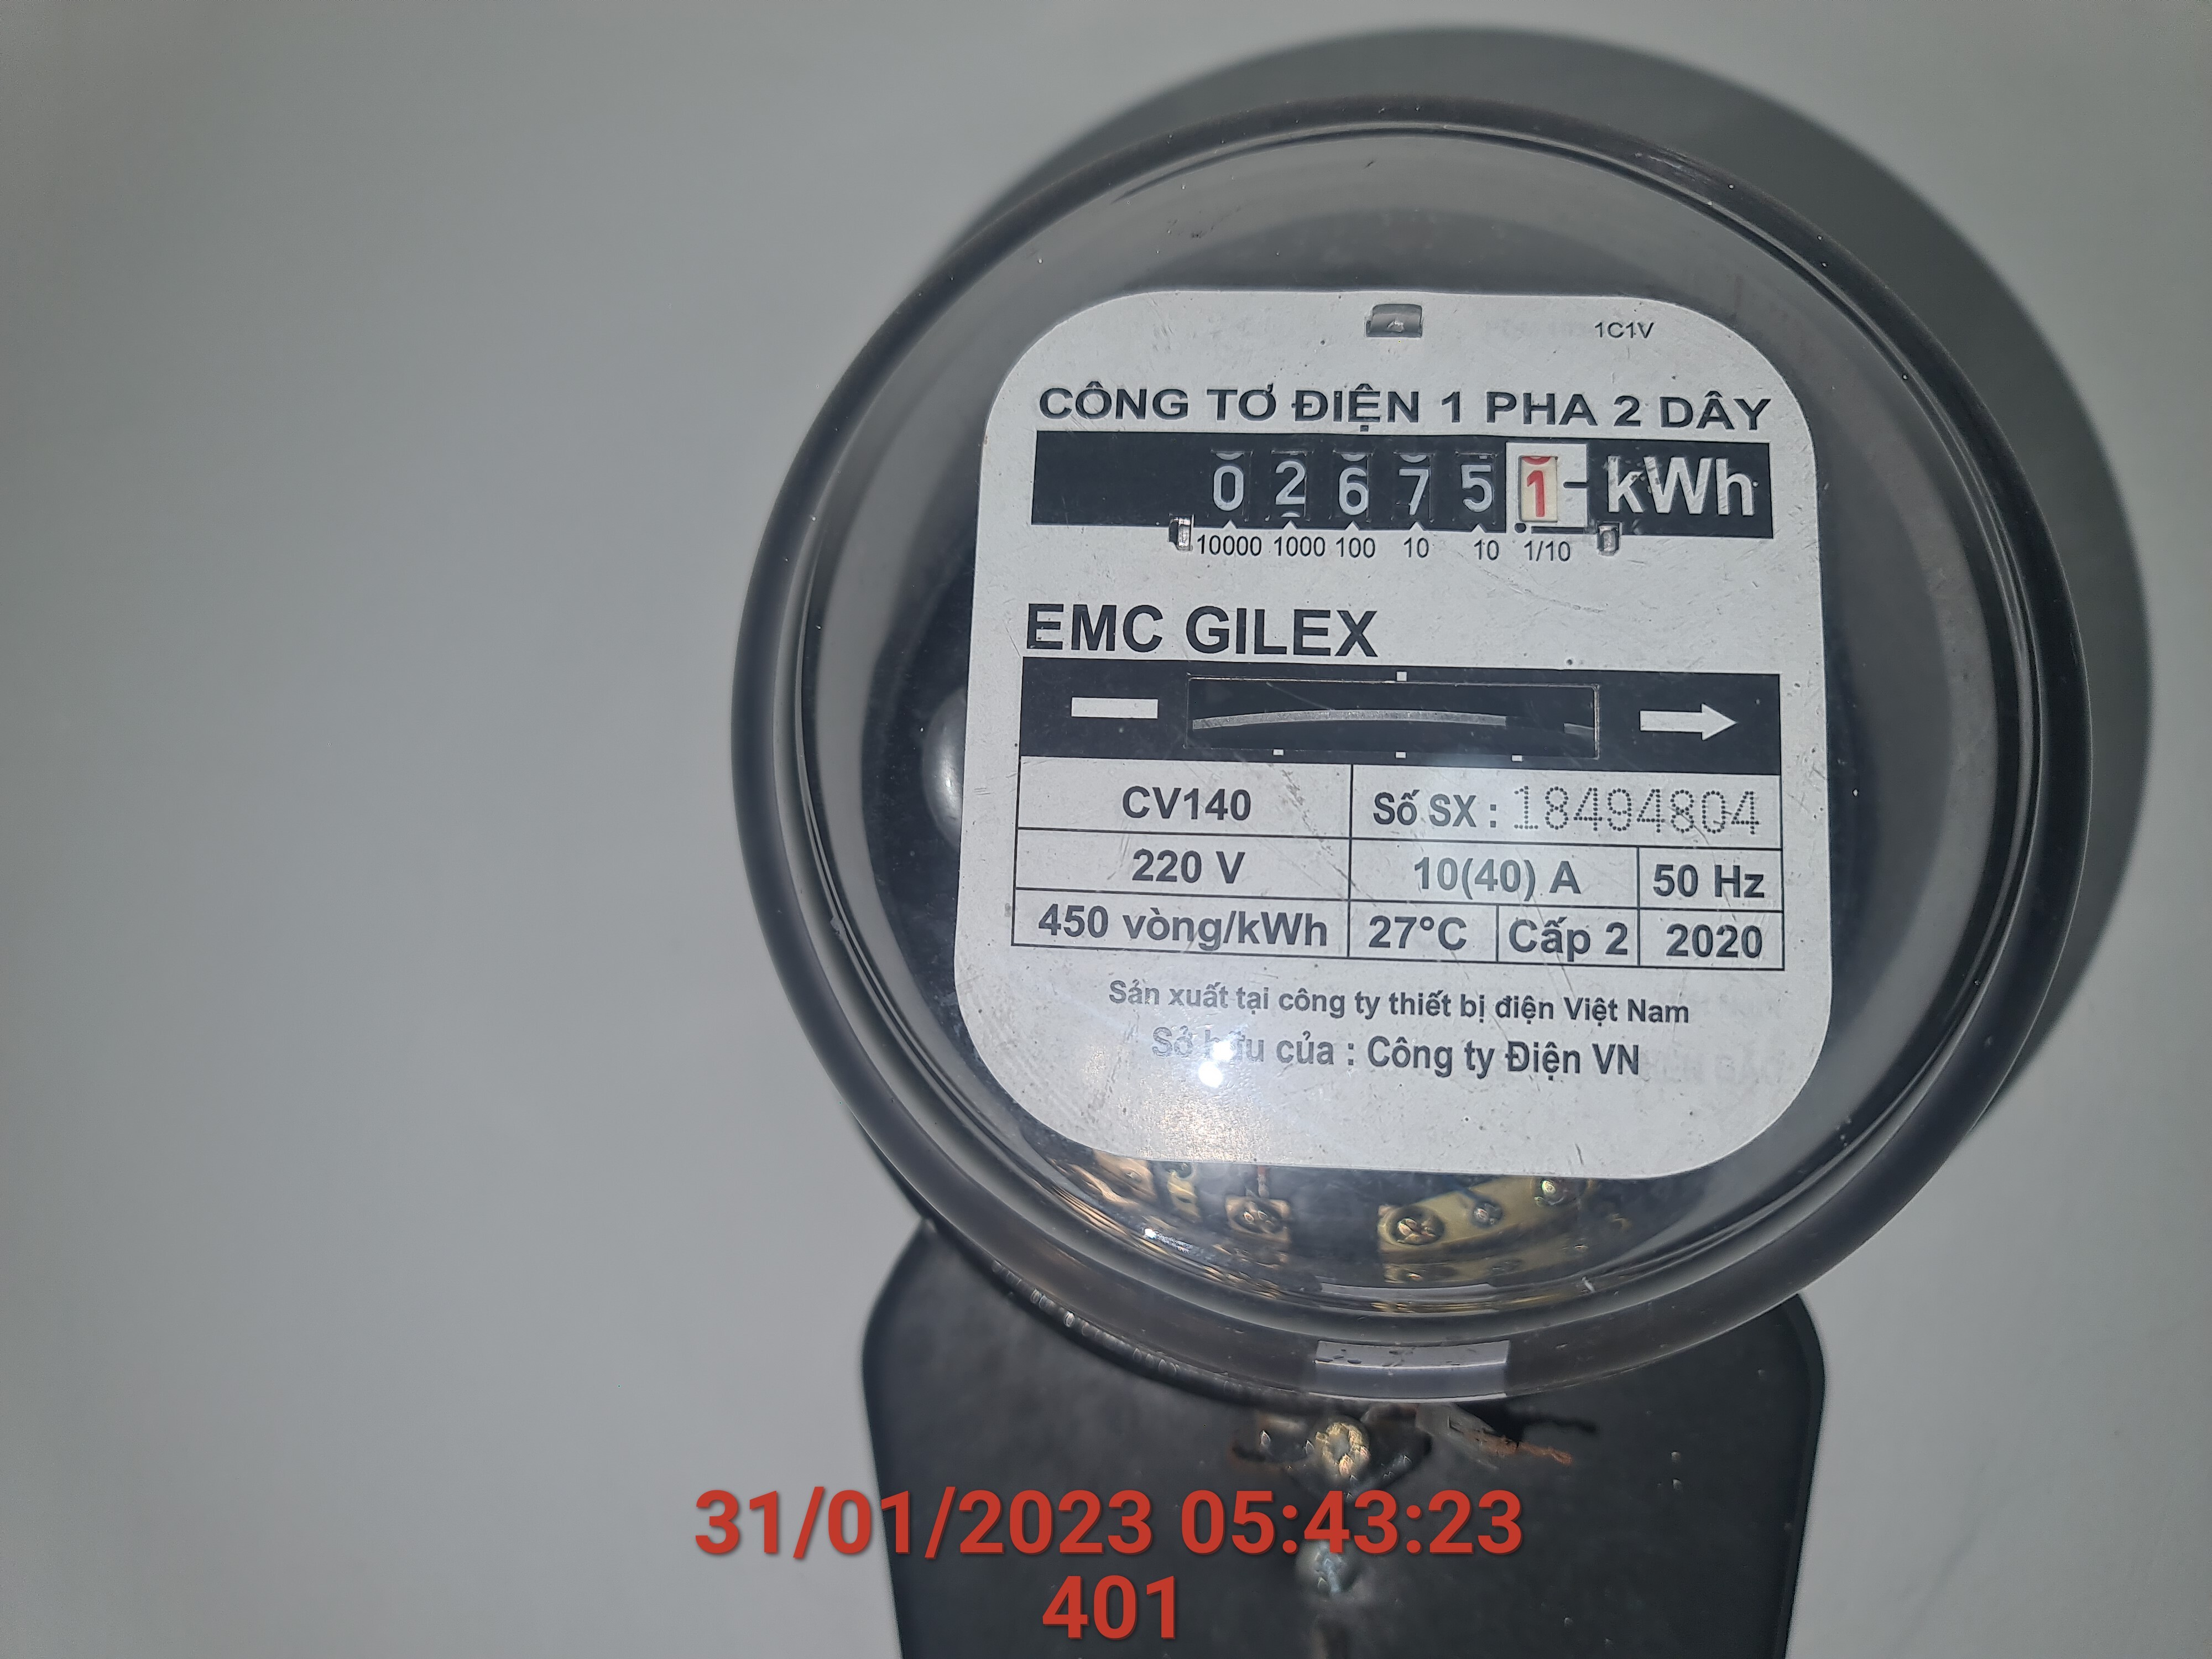 1C1V
CÔNG TƠ ĐIỆN 1 PHA 2 DÂY
0 2 6 7 5 1 kWh
10000 1000 100 10 10 1/10
EMC GILEX
CV140 Số SX : 18494804
220 V 10(40) A 50 Hz
450 vòng/kWh 27°C Cấp 2 2020
Sản xuất tại công ty thiết bị điện Việt Nam
Sở hữu của : Công ty Điện VN
31/01/2023 05:43:23
401